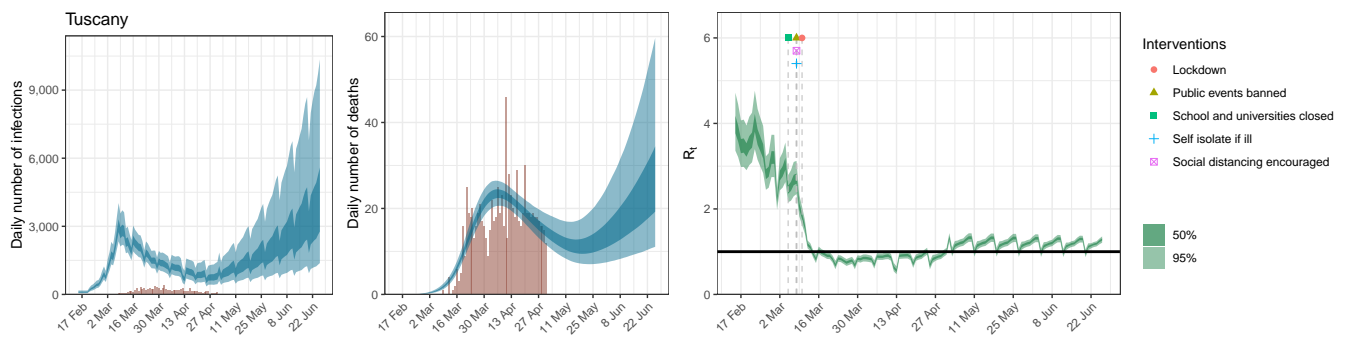 Tuscany
Daily number of infections
9,000
6,000
3,000
0
17 Feb
2 Mar
16 Mar
30 Mar
13 Apr
27 Apr
11 May
25 May
8 Jun
22 Jun
Daily number of deaths
60
40
20
0
17 Feb
2 Mar
16 Mar
30 Mar
13 Apr
27 Apr
11 May
25 May
8 Jun
22 Jun
Rt
6
4
2
0
17 Feb
2 Mar
16 Mar
30 Mar
13 Apr
27 Apr
11 May
25 May
8 Jun
22 Jun
Interventions
Lockdown
Public events banned
School and universities closed
Self isolate if ill
Social distancing encouraged
50%
95%